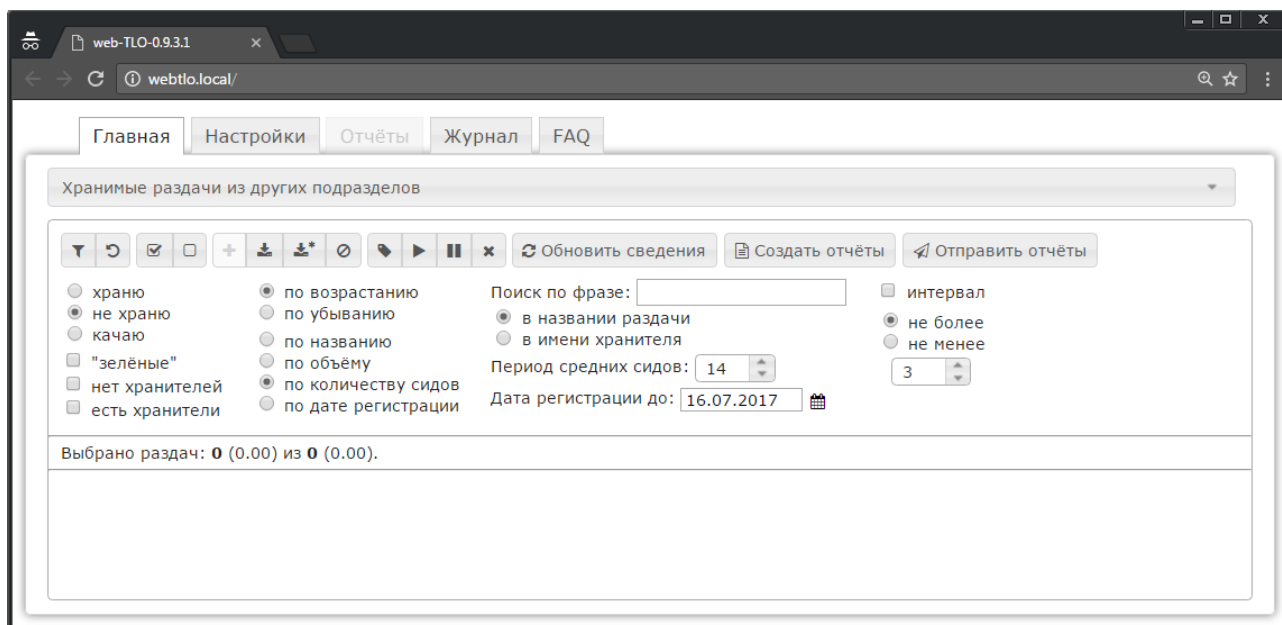 web-TLO-0.9.3.1
webtlo.local/
Главная Настройки Отчёты Журнал FAQ
Хранимые раздачи из других подразделов
Обновить сведения Создать отчёты Отправить отчёты
храню
не храню
качаю
"зелёные"
нет хранителей
есть хранители
по возрастанию
по убыванию
по названию
по объёму
по количеству сидов
по дате регистрации
Поиск по фразе:
в названии раздачи
в имени хранителя
Период средних сидов: 14
Дата регистрации до: 16.07.2017
интервал
не более
не менее
3
Выбрано раздач: 0 (0.00) из 0 (0.00).